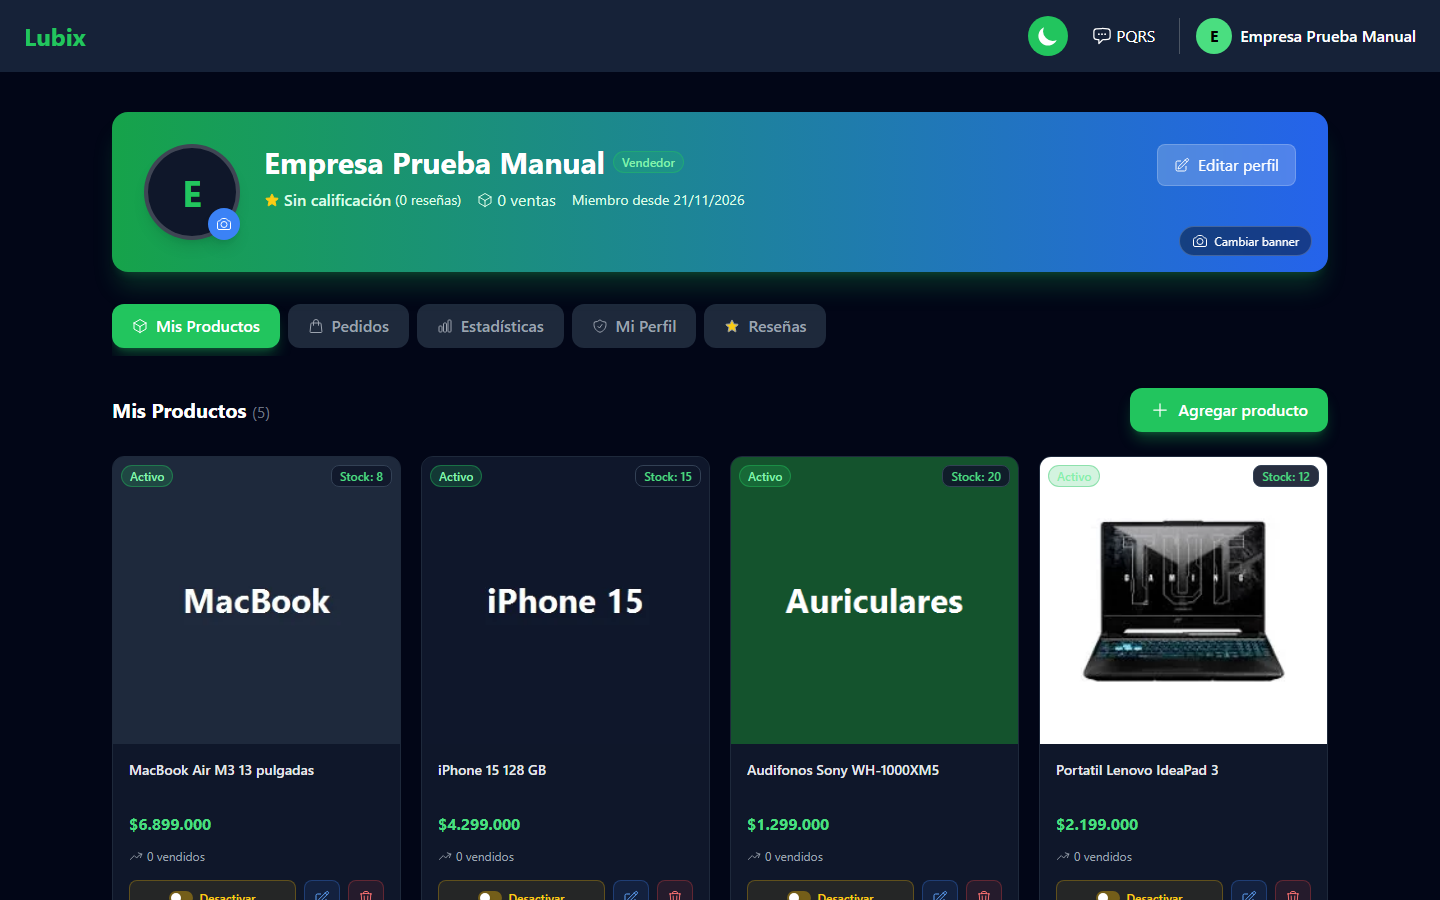 Lubix
PQRS
E
Empresa Prueba Manual
E
Empresa Prueba Manual
Vendedor
Sin calificación (0 reseñas)
0 ventas
Miembro desde 21/11/2026
Editar perfil
Cambiar banner
Mis Productos
Pedidos
Estadísticas
Mi Perfil
Reseñas
Mis Productos (5)
Agregar producto
Activo
Stock: 8
MacBook
MacBook Air M3 13 pulgadas
$6.899.000
0 vendidos
Desactivar
Activo
Stock: 15
iPhone 15
iPhone 15 128 GB
$4.299.000
0 vendidos
Desactivar
Activo
Stock: 20
Auriculares
Audifonos Sony WH-1000XM5
$1.299.000
0 vendidos
Desactivar
Activo
Stock: 12
TUF
GAMING
Portatil Lenovo IdeaPad 3
$2.199.000
0 vendidos
Desactivar